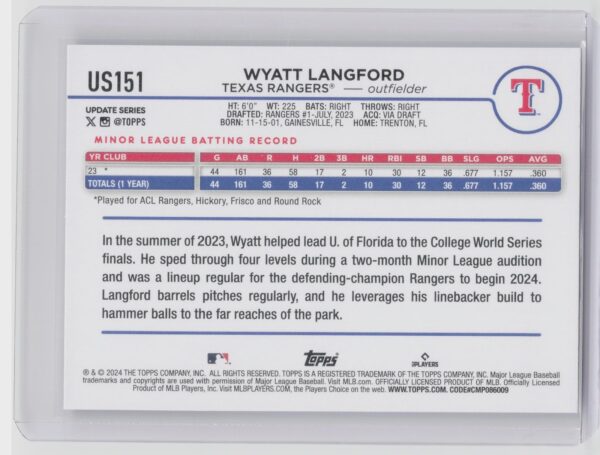 US151
WYATT LANGFORD
TEXAS RANGERS® — outfielder
T
UPDATE SERIES
@TOPPS
HT: 6'0" WT: 225 BATS: RIGHT THROWS: RIGHT
DRAFTED: RANGERS #1-JULY, 2023 ACQ: VIA DRAFT
BORN: 11-15-01, GAINESVILLE, FL HOME: TRENTON, FL
MINOR LEAGUE BATTING RECORD
YR CLUB G AB R H 2B 3B HR RBI SB BB SLG OPS AVG
23 * 44 161 36 58 17 2 10 30 12 36 .677 1.157 .360
TOTALS (1 YEAR) 44 161 36 58 17 2 10 30 12 36 .677 1.157 .360
*Played for ACL Rangers, Hickory, Frisco and Round Rock
In the summer of 2023, Wyatt helped lead U. of Florida to the College World Series
finals. He sped through four levels during a two-month Minor League audition
and was a lineup regular for the defending-champion Rangers to begin 2024.
Langford barrels pitches regularly, and he leverages his linebacker build to
hammer balls to the far reaches of the park.
Topps
PLAYERS
® & © 2024 THE TOPPS COMPANY, INC. ALL RIGHTS RESERVED. TOPPS IS A REGISTERED TRADEMARK OF THE TOPPS COMPANY, INC. Major League Baseball
trademarks and copyrights are used with permission of Major League Baseball. Visit MLB.com. OFFICIALLY LICENSED PRODUCT OF MLB. Officially Licensed
Product of MLB Players, Inc. Visit MLBPLAYERS.COM, the Players Choice on the web. WWW.TOPPS.COM. CODE#CMP086009